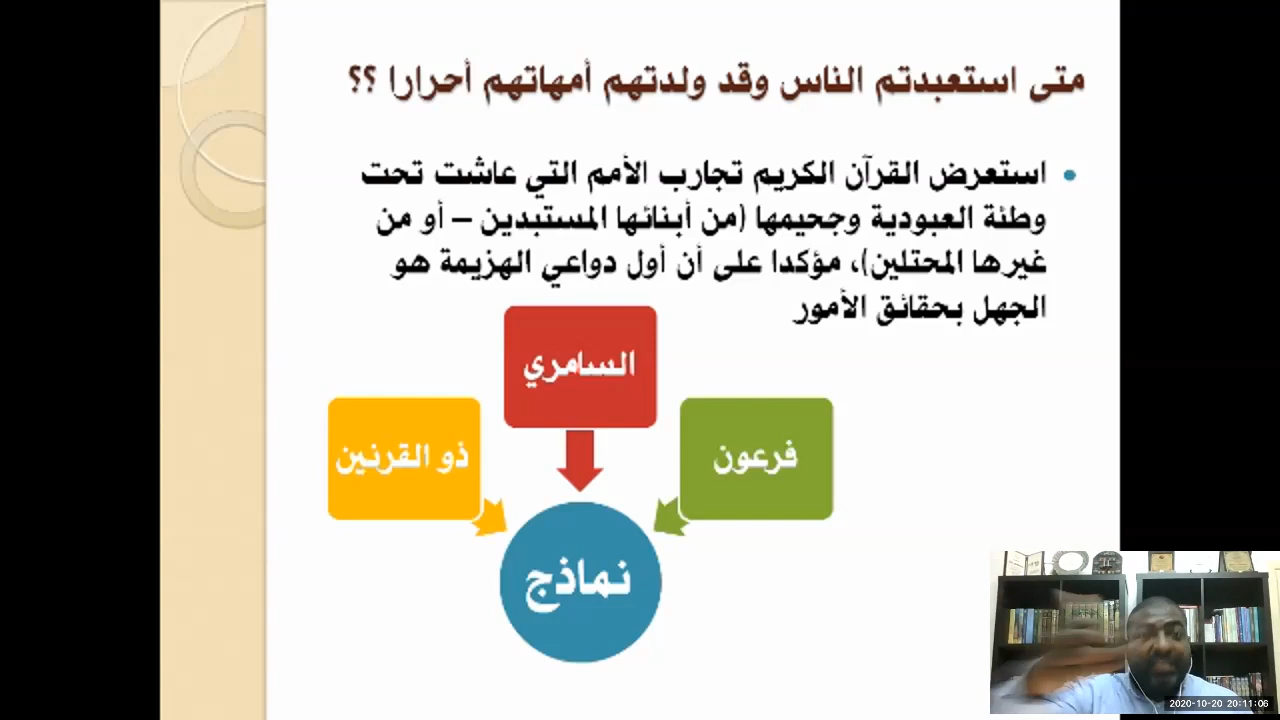 متى استعبدتم الناس وقد ولدتهم أمهاتهم أحرارا ؟؟
• استعرض القرآن الكريم تجارب الأمم التي عاشت تحت
وطئة العبودية وجحيمها (من أبنائها المستبدين – أو من
غيرها المحتلين)، مؤكدا على أن أول دواعي الهزيمة هو
الجهل بحقائق الأمور
السامري
فرعون
ذو القرنين
نماذج
2020-10-20 20:11:06